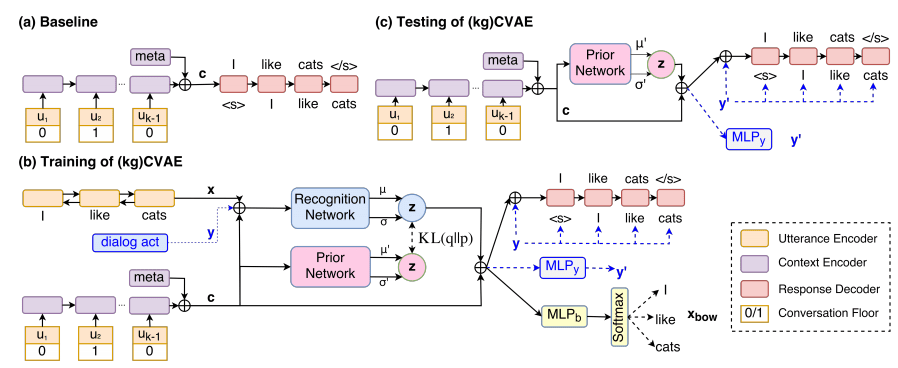 (a) Baseline
meta
c
I like cats </s>
<s> I like cats
u1 u2 uk-1
0 1 0
...
(c) Testing of (kg)CVAE
meta
Prior Network
μ'
σ'
z
c
I like cats </s>
<s> I like cats
y'
MLPy y'
u1 u2 uk-1
0 1 0
...
(b) Training of (kg)CVAE
I like cats
x
dialog act
y
meta
c
u1 u2 uk-1
0 1 0
...
Recognition Network
μ
σ
z
KL(q||p)
Prior Network
μ'
σ'
z
I like cats </s>
<s> I like cats
y
MLPy y'
MLPb
Softmax
I
like
cats
xbow
Utterance Encoder
Context Encoder
Response Decoder
0/1 Conversation Floor